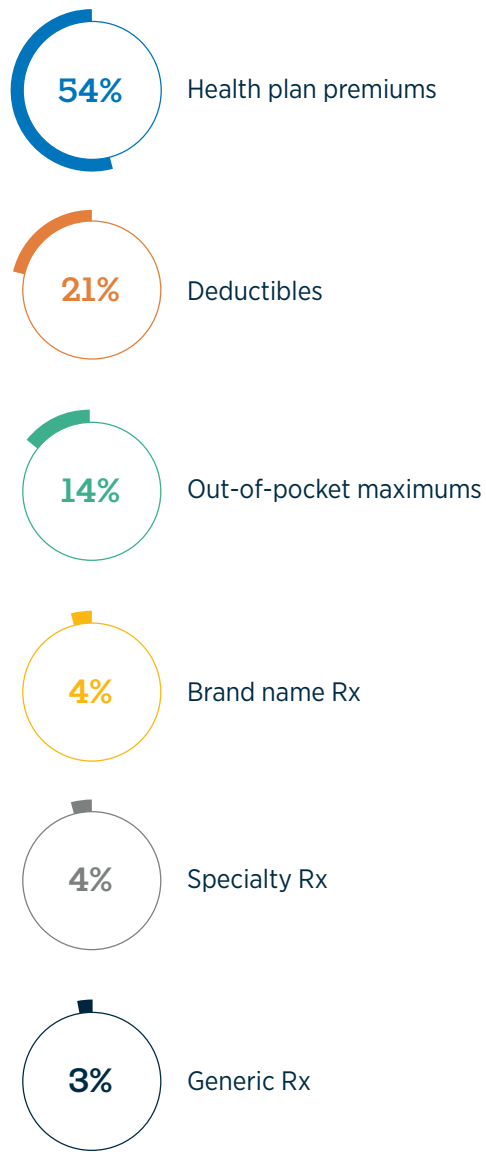 54% Health plan premiums
21% Deductibles
14% Out-of-pocket maximums
4% Brand name Rx
4% Specialty Rx
3% Generic Rx